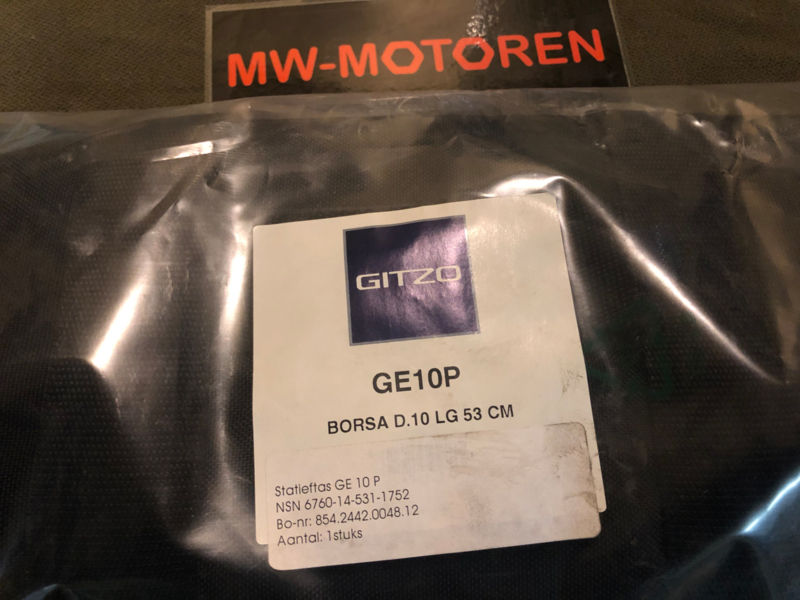 MW-MOTOREN
GITZO
GE10P
BORSA D.10 LG 53 CM
Statieftas GE 10 P
NSN 6760-14-531-1752
Bo-nr: 854.2442.0048.12
Aantal: 1stuks